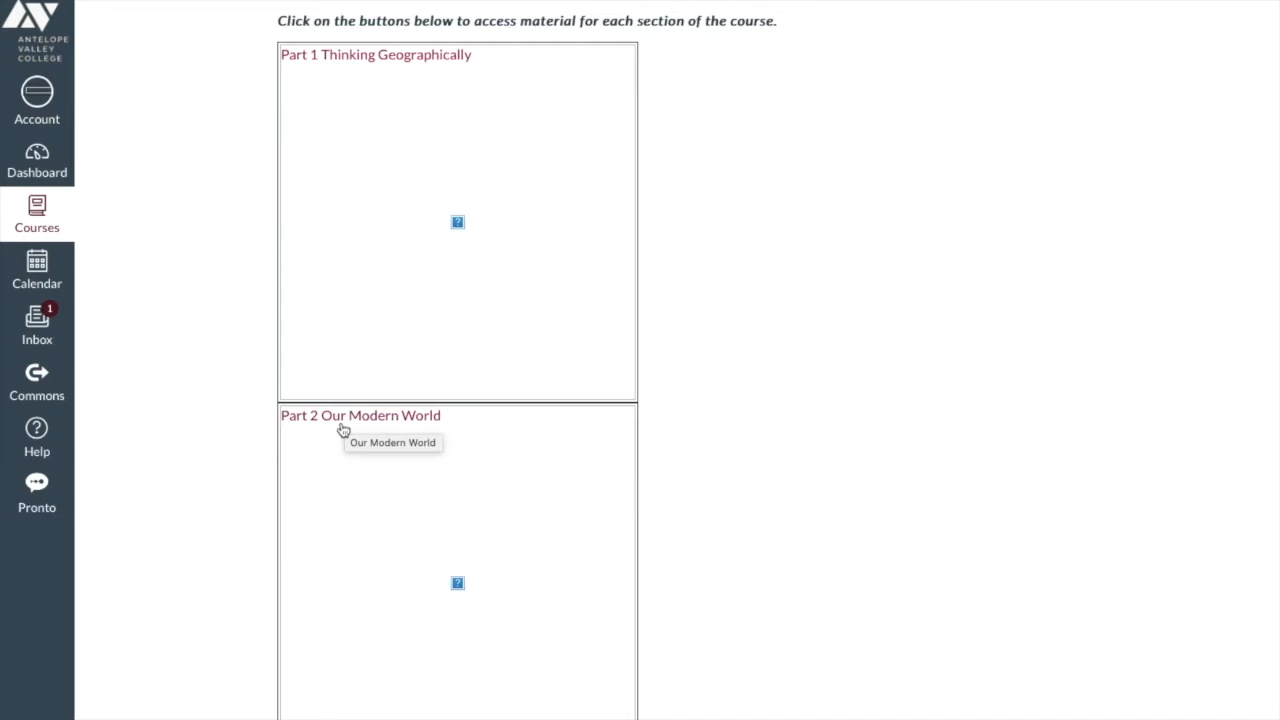 Click on the buttons below to access material for each section of the course.
ANTELOPE
VALLEY
COLLEGE
Account
Dashboard
Courses
Calendar
1
Inbox
Commons
Help
Pronto
Part 1 Thinking Geographically
?
Part 2 Our Modern World
Our Modern World
?